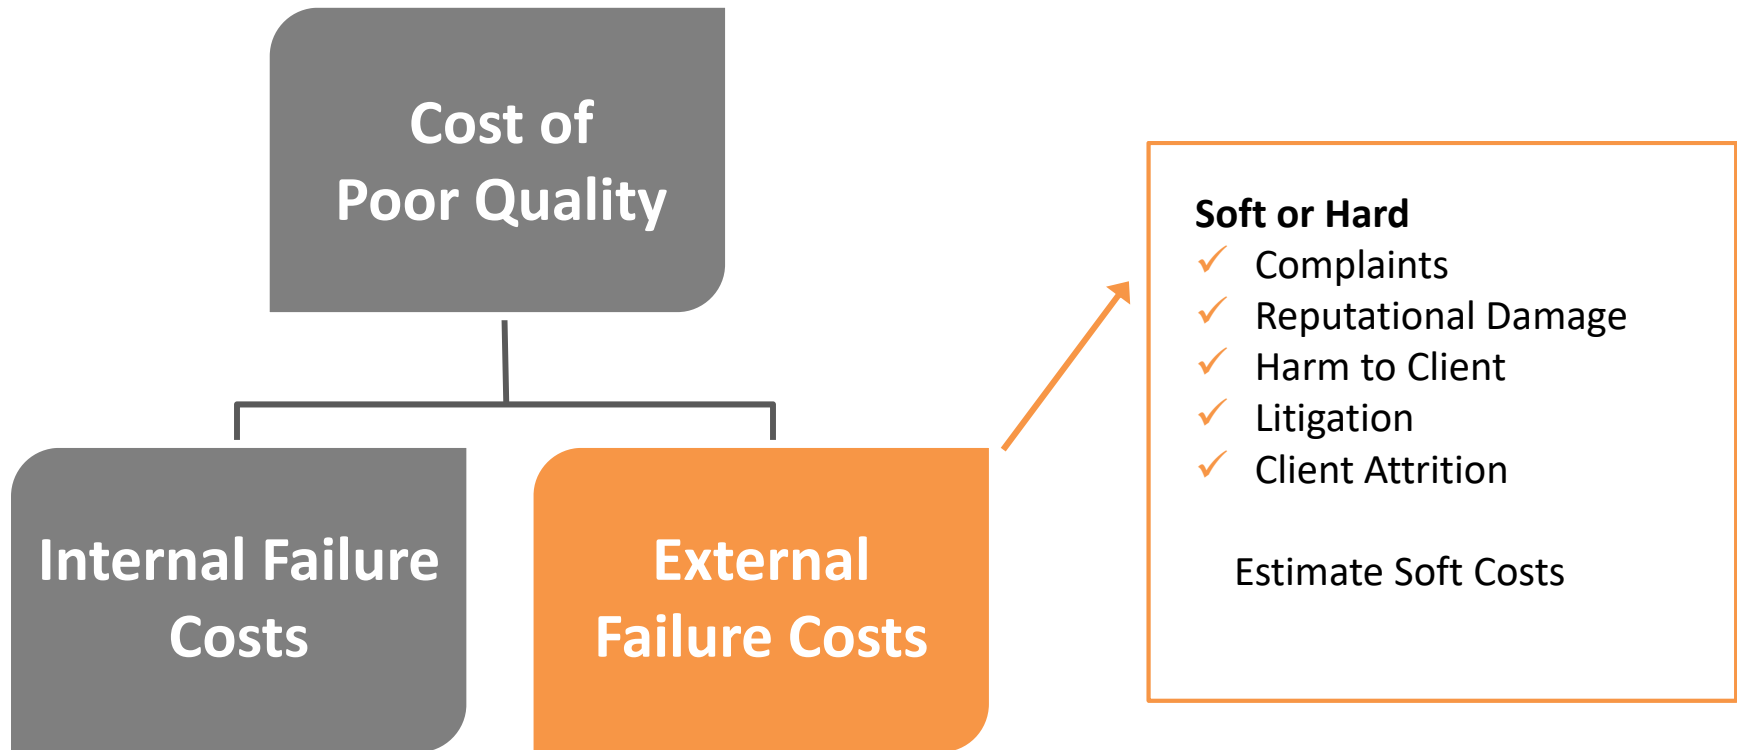 Cost of
Poor Quality
Internal Failure
Costs
External
Failure Costs
Soft or Hard
✓ Complaints
✓ Reputational Damage
✓ Harm to Client
✓ Litigation
✓ Client Attrition
Estimate Soft Costs